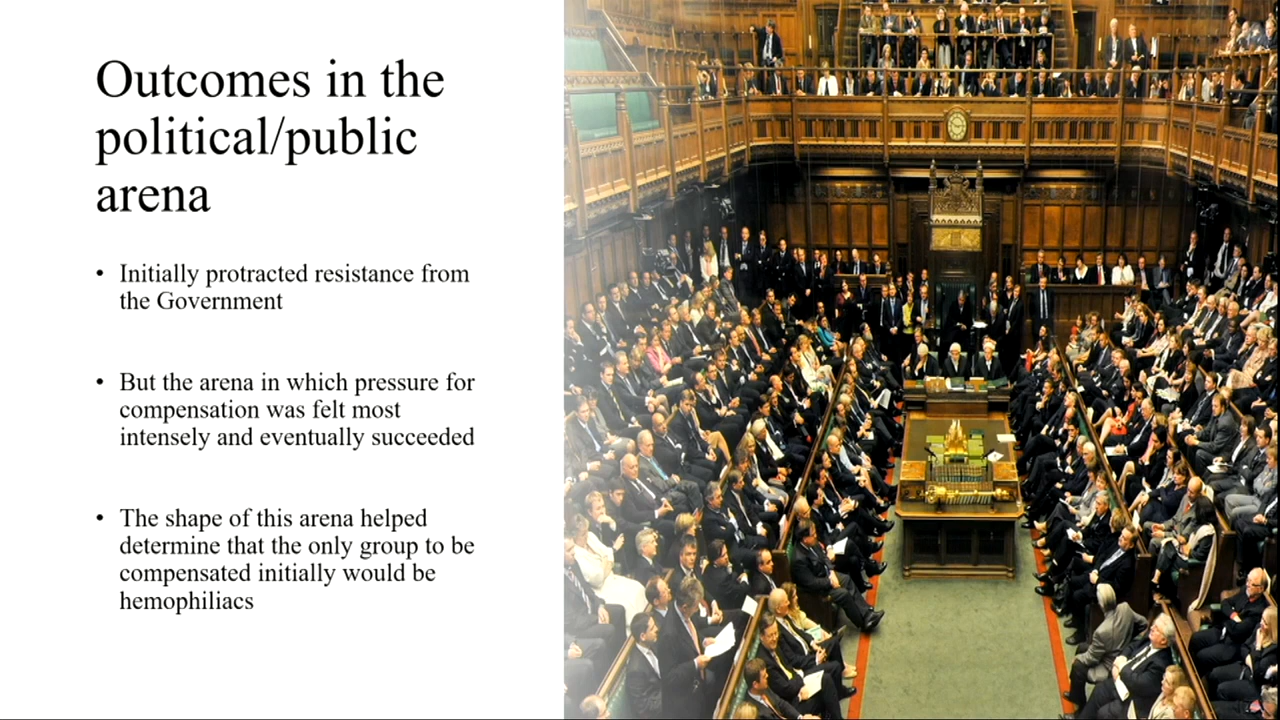 Outcomes in the
political/public
arena
• Initially protracted resistance from
the Government
• But the arena in which pressure for
compensation was felt most
intensely and eventually succeeded
• The shape of this arena helped
determine that the only group to be
compensated initially would be
hemophiliacs